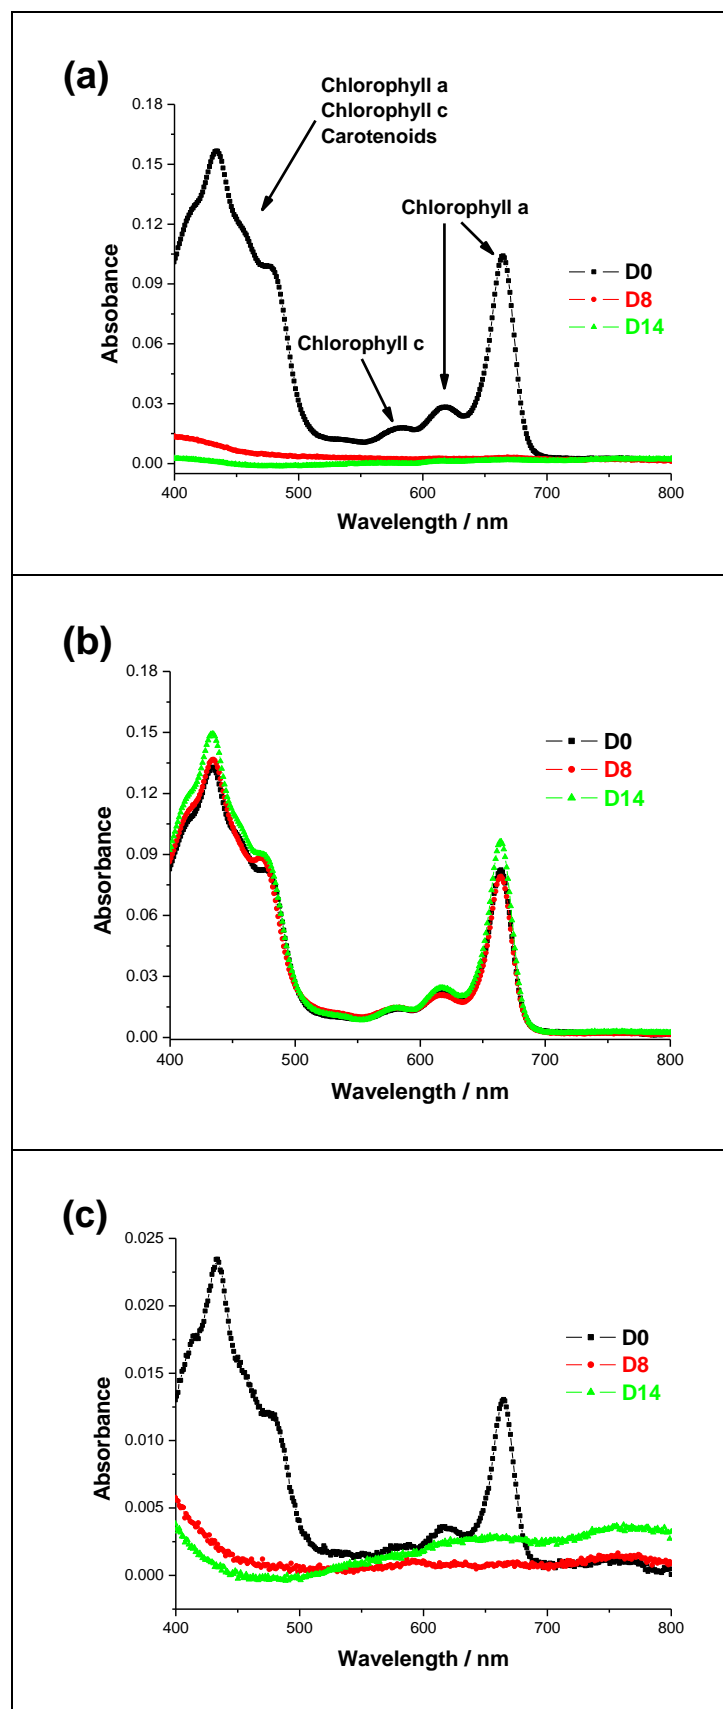 (a)
Chlorophyll a
Chlorophyll c
Carotenoids
Chlorophyll a
Chlorophyll c
D0
D8
D14
0.18
0.15
0.12
0.09
0.06
0.03
0.00
Absobance
400 500 600 700 800
Wavelength / nm
(b)
D0
D8
D14
0.18
0.15
0.12
0.09
0.06
0.03
0.00
Absorbance
400 500 600 700 800
Wavelength / nm
(c)
D0
D8
D14
0.025
0.020
0.015
0.010
0.005
0.000
Absorbance
400 500 600 700 800
Wavelength / nm